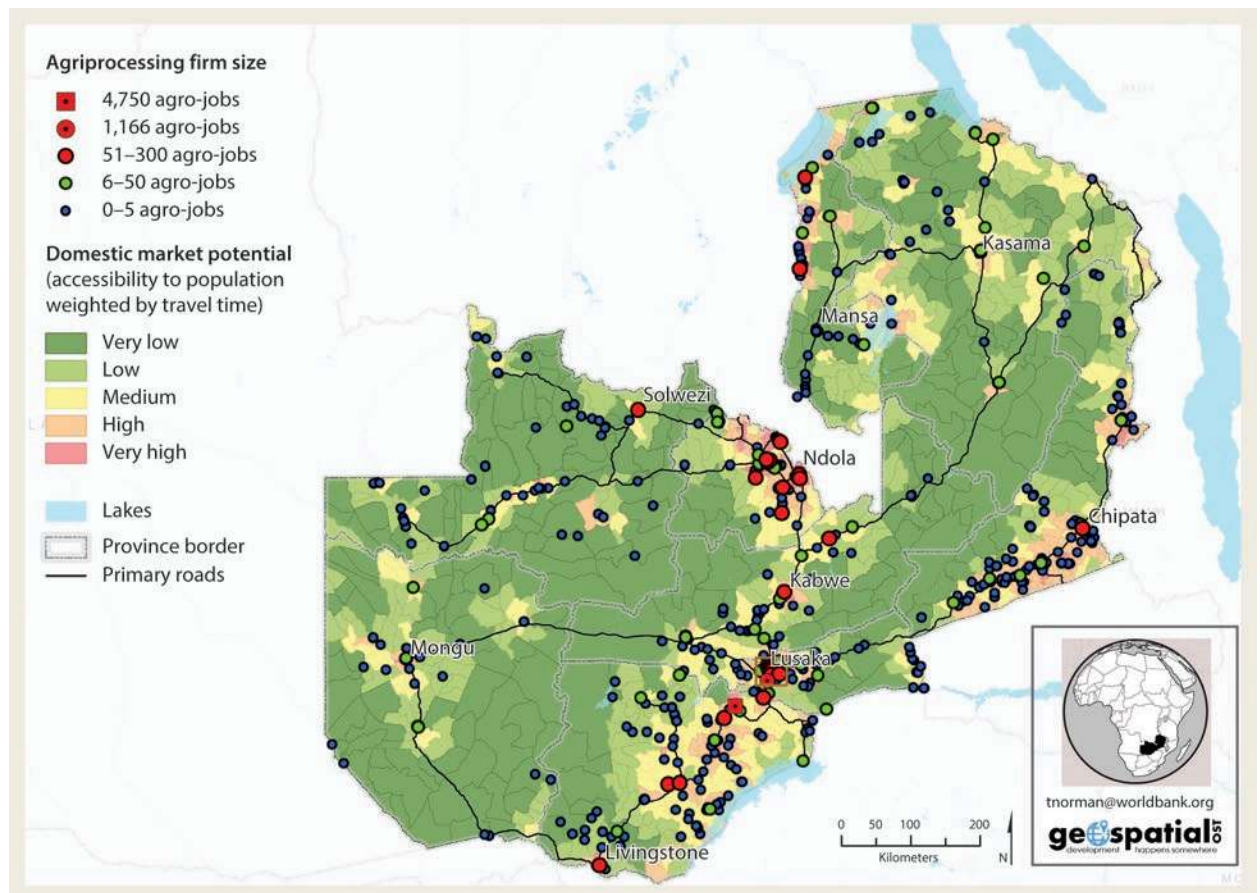 Agriprocessing firm size
4,750 agro-jobs
1,166 agro-jobs
51–300 agro-jobs
6–50 agro-jobs
0–5 agro-jobs
Domestic market potential
(accessibility to population
weighted by travel time)
Very low
Low
Medium
High
Very high
Lakes
Province border
Primary roads
Kasama
Mansa
Solwezi
Ndola
Chipata
Kabwe
Mongu
Lusaka
Livingstone
0 50 100 200
Kilometers
N
tnorman@worldbank.org
geospatial OST
development happens somewhere